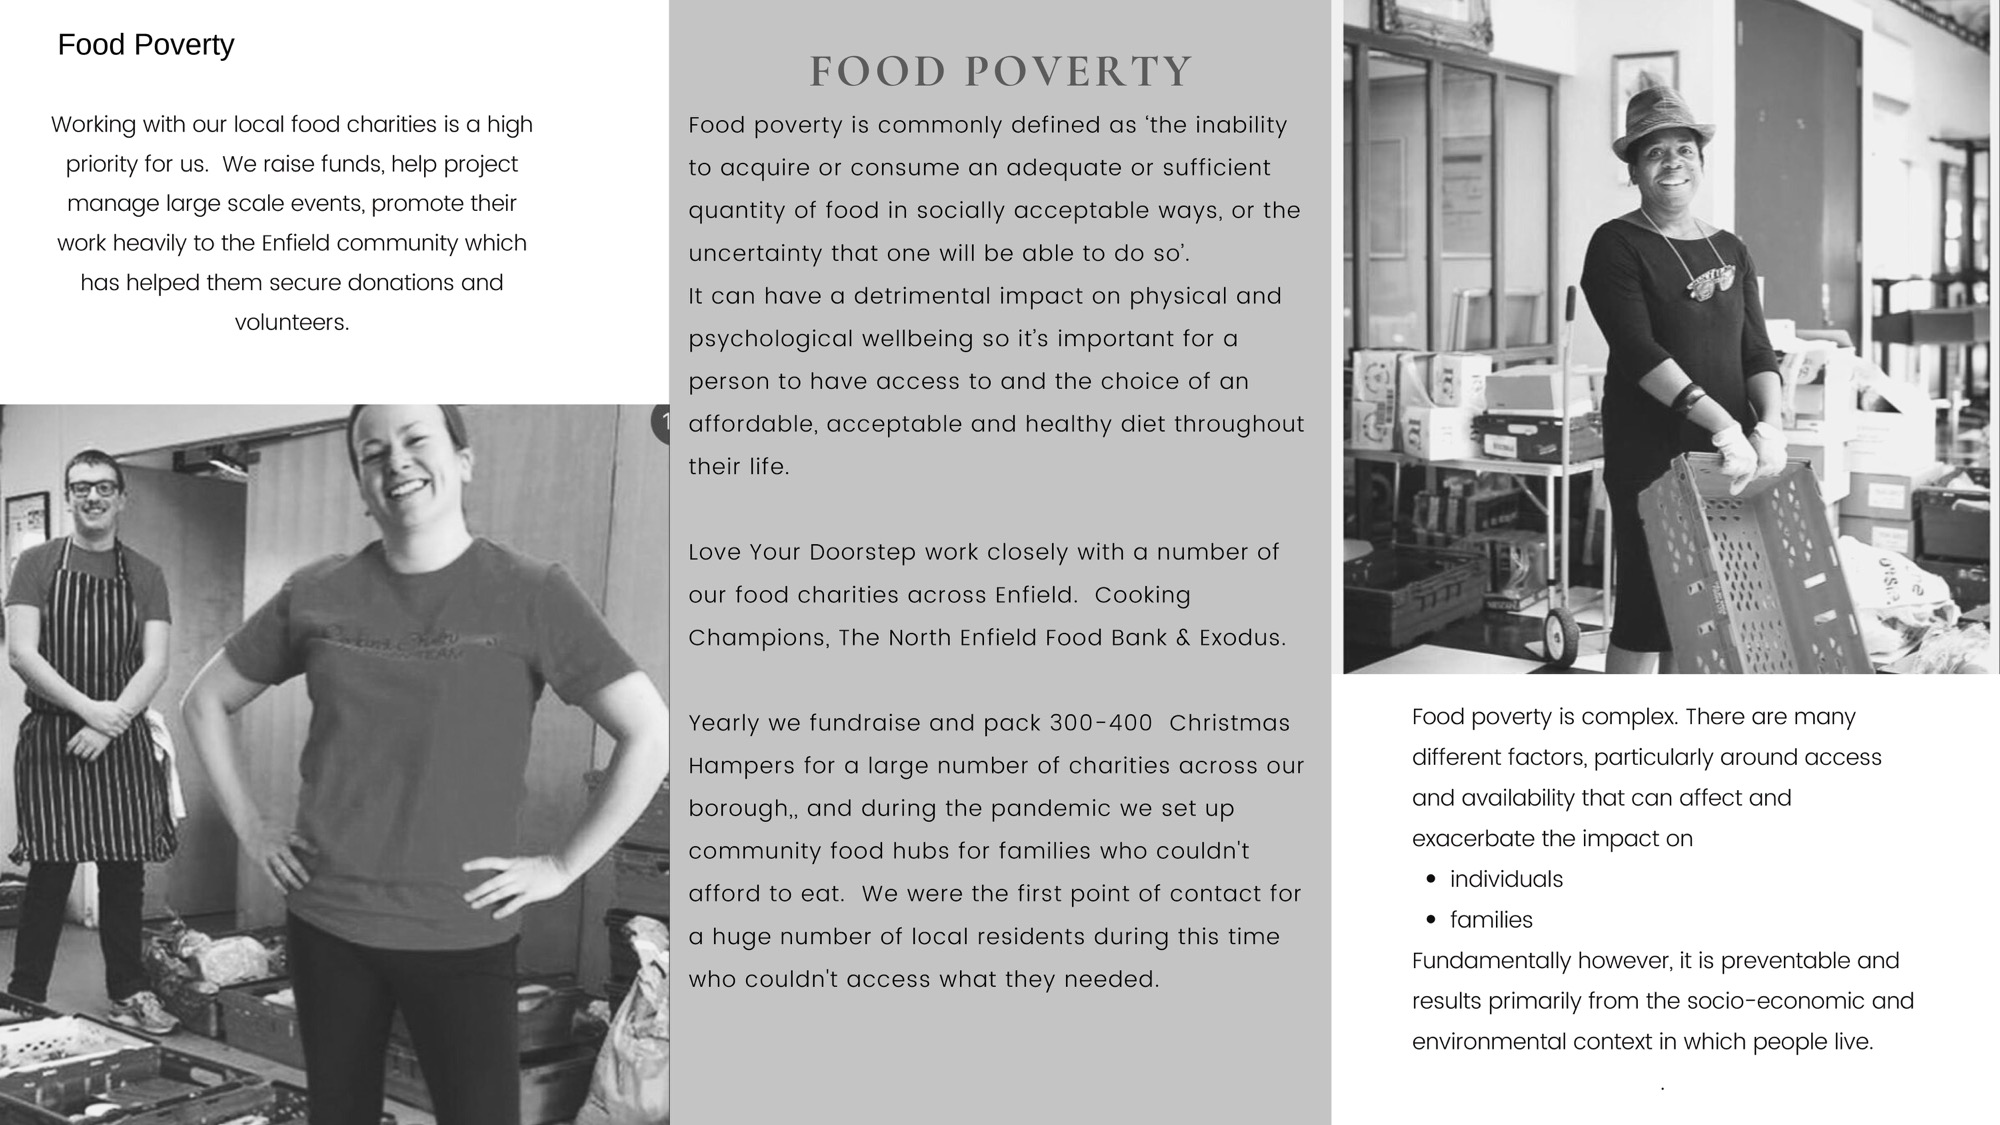 Food Poverty
Working with our local food charities is a high
priority for us.  We raise funds, help project
manage large scale events, promote their
work heavily to the Enfield community which
has helped them secure donations and
volunteers.
FOOD POVERTY
Food poverty is commonly defined as ‘the inability
to acquire or consume an adequate or sufficient
quantity of food in socially acceptable ways, or the
uncertainty that one will be able to do so’.
It can have a detrimental impact on physical and
psychological wellbeing so it’s important for a
person to have access to and the choice of an
affordable, acceptable and healthy diet throughout
their life.
Love Your Doorstep work closely with a number of
our food charities across Enfield.  Cooking
Champions, The North Enfield Food Bank & Exodus.
Yearly we fundraise and pack 300-400  Christmas
Hampers for a large number of charities across our
borough,, and during the pandemic we set up
community food hubs for families who couldn't
afford to eat.  We were the first point of contact for
a huge number of local residents during this time
who couldn't access what they needed.
Food poverty is complex. There are many
different factors, particularly around access
and availability that can affect and
exacerbate the impact on
• individuals
• families
Fundamentally however, it is preventable and
results primarily from the socio-economic and
environmental context in which people live.
.
TEAM